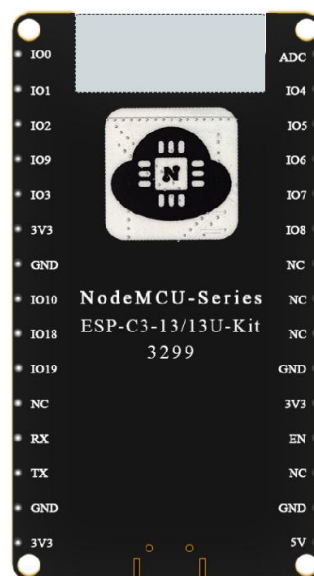 IO0
IO1
IO2
IO9
IO3
3V3
GND
IO10
IO18
IO19
NC
RX
TX
GND
3V3
N
NodeMCU-Series
ESP-C3-13/13U-Kit
3299
ADC
IO4
IO5
IO6
IO7
IO8
NC
NC
NC
GND
3V3
EN
NC
GND
5V